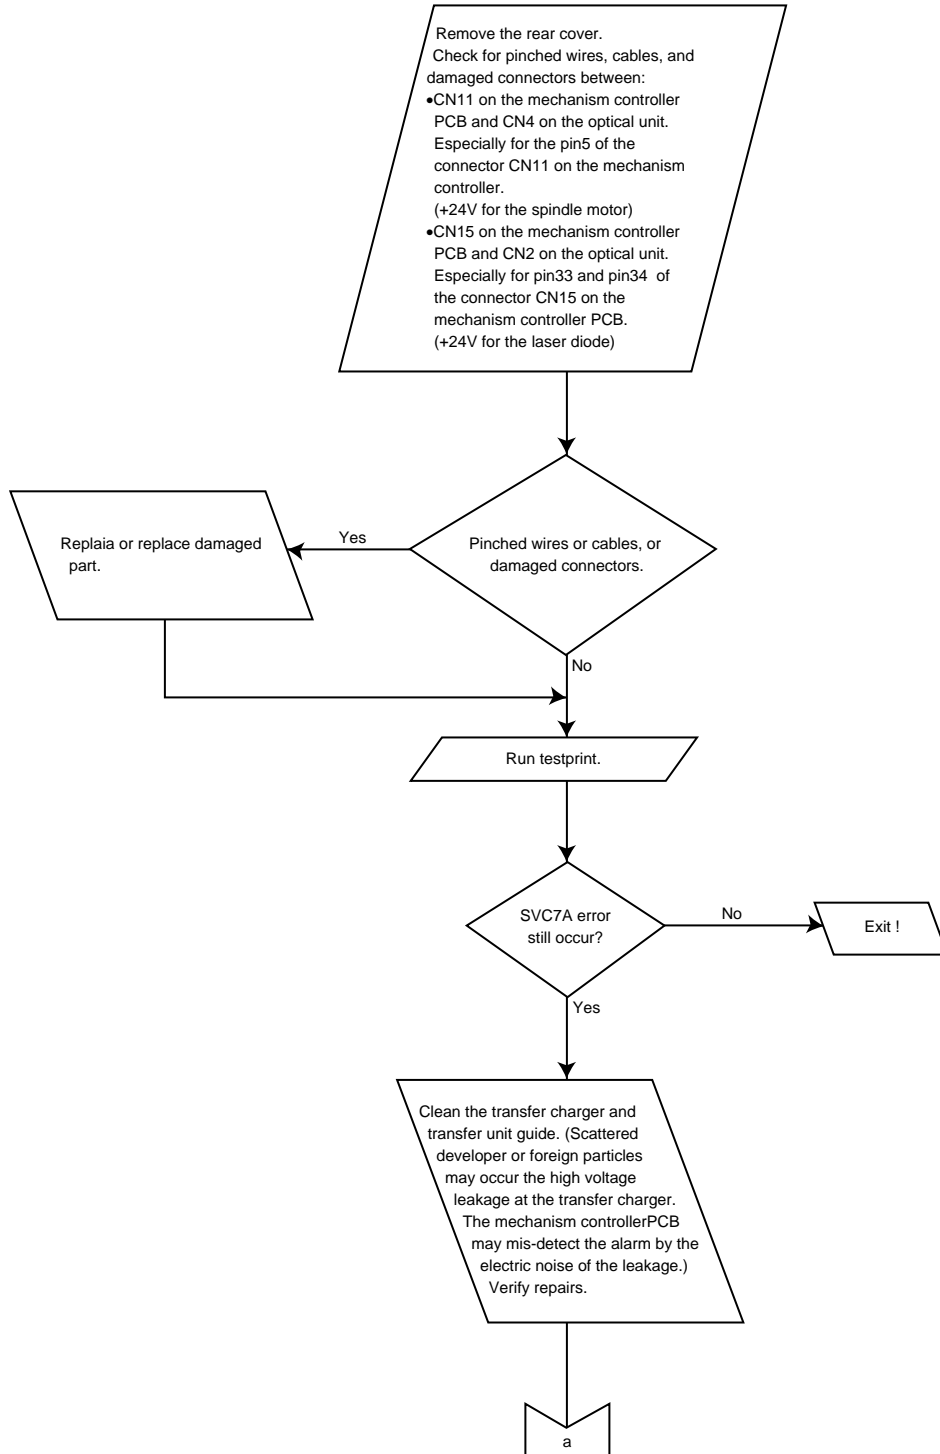 Remove the rear cover.
Check for pinched wires, cables, and
damaged connectors between:
•CN11 on the mechanism controller
PCB and CN4 on the optical unit.
Especially for the pin5 of the
connector CN11 on the mechanism
controller.
(+24V for the spindle motor)
•CN15 on the mechanism controller
PCB and CN2 on the optical unit.
Especially for pin33 and pin34 of
the connector CN15 on the
mechanism controller PCB.
(+24V for the laser diode)
Pinched wires or cables, or
damaged connectors.
Yes
Replaia or replace damaged
part.
No
Run testprint.
SVC7A error
still occur?
No
Exit !
Yes
Clean the transfer charger and
transfer unit guide. (Scattered
developer or foreign particles
may occur the high voltage
leakage at the transfer charger.
The mechanism controllerPCB
may mis-detect the alarm by the
electric noise of the leakage.)
Verify repairs.
a